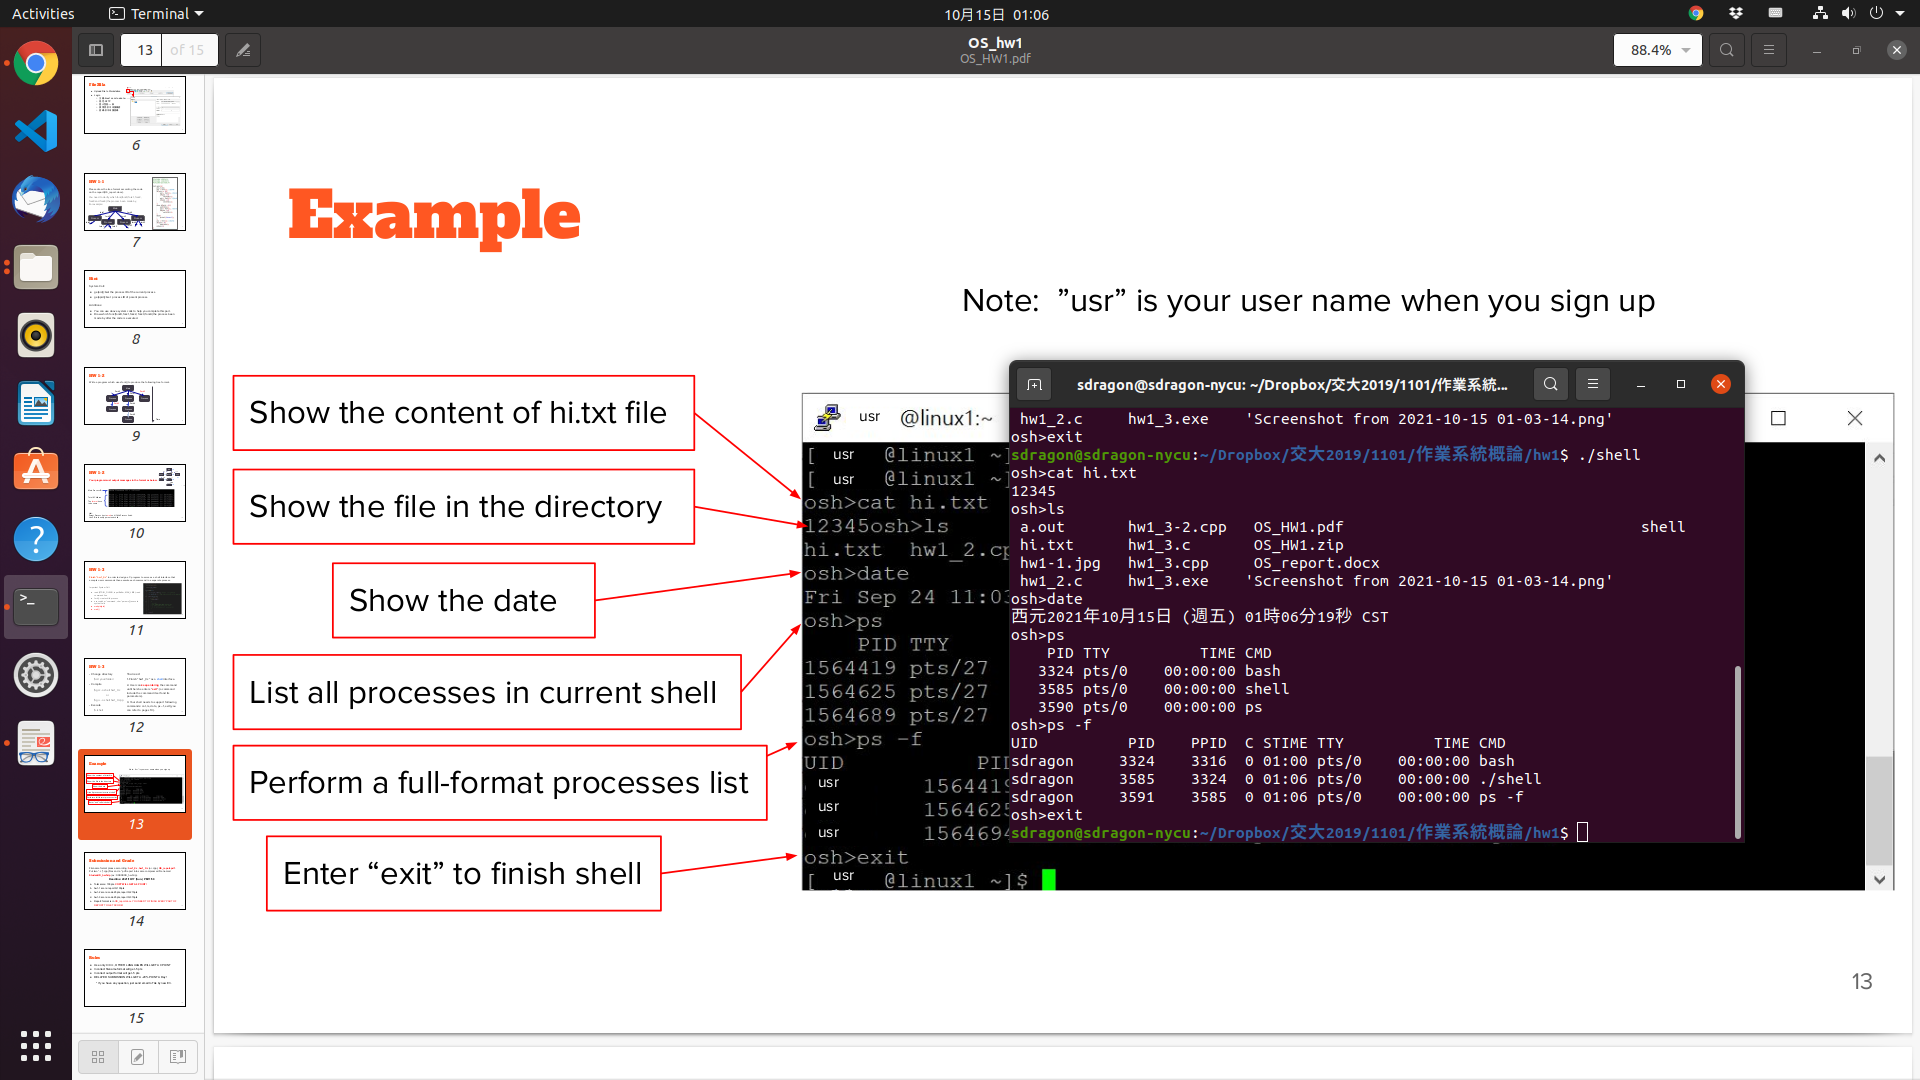 Activities
Terminal
10月15日 01:06
13 of 15
OS_hw1
OS_HW1.pdf
88.4%
6
7
8
9
10
11
12
13
14
15
Example
Note: ”usr” is your user name when you sign up
Show the content of hi.txt file
Show the file in the directory
Show the date
List all processes in current shell
Perform a full-format processes list
Enter “exit” to finish shell
usr @linux1:~
[ usr @linux1 ~]
[ usr @linux1 ~]
osh>cat hi.txt
12345osh>ls
hi.txt hw1_2.cp
osh>date
Fri Sep 24 11:03
osh>ps
PID TTY
1564419 pts/27
1564625 pts/27
1564689 pts/27
osh>ps -f
UID PID
usr 1564419
usr 1564625
usr 1564694
osh>exit
[ usr @linux1 ~]$
sdragon@sdragon-nycu: ~/Dropbox/交大2019/1101/作業系統...
hw1_2.c hw1_3.exe 'Screenshot from 2021-10-15 01-03-14.png'
osh>exit
sdragon@sdragon-nycu:~/Dropbox/交大2019/1101/作業系統概論/hw1$ ./shell
osh>cat hi.txt
12345
osh>ls
a.out hw1_3-2.cpp OS_HW1.pdf shell
hi.txt hw1_3.c OS_HW1.zip
hw1-1.jpg hw1_3.cpp OS_report.docx
hw1_2.c hw1_3.exe 'Screenshot from 2021-10-15 01-03-14.png'
osh>date
西元2021年10月15日 (週五) 01時06分19秒 CST
osh>ps
PID TTY TIME CMD
3324 pts/0 00:00:00 bash
3585 pts/0 00:00:00 shell
3590 pts/0 00:00:00 ps
osh>ps -f
UID PID PPID C STIME TTY TIME CMD
sdragon 3324 3316 0 01:00 pts/0 00:00:00 bash
sdragon 3585 3324 0 01:06 pts/0 00:00:00 ./shell
sdragon 3591 3585 0 01:06 pts/0 00:00:00 ps -f
osh>exit
sdragon@sdragon-nycu:~/Dropbox/交大2019/1101/作業系統概論/hw1$
13